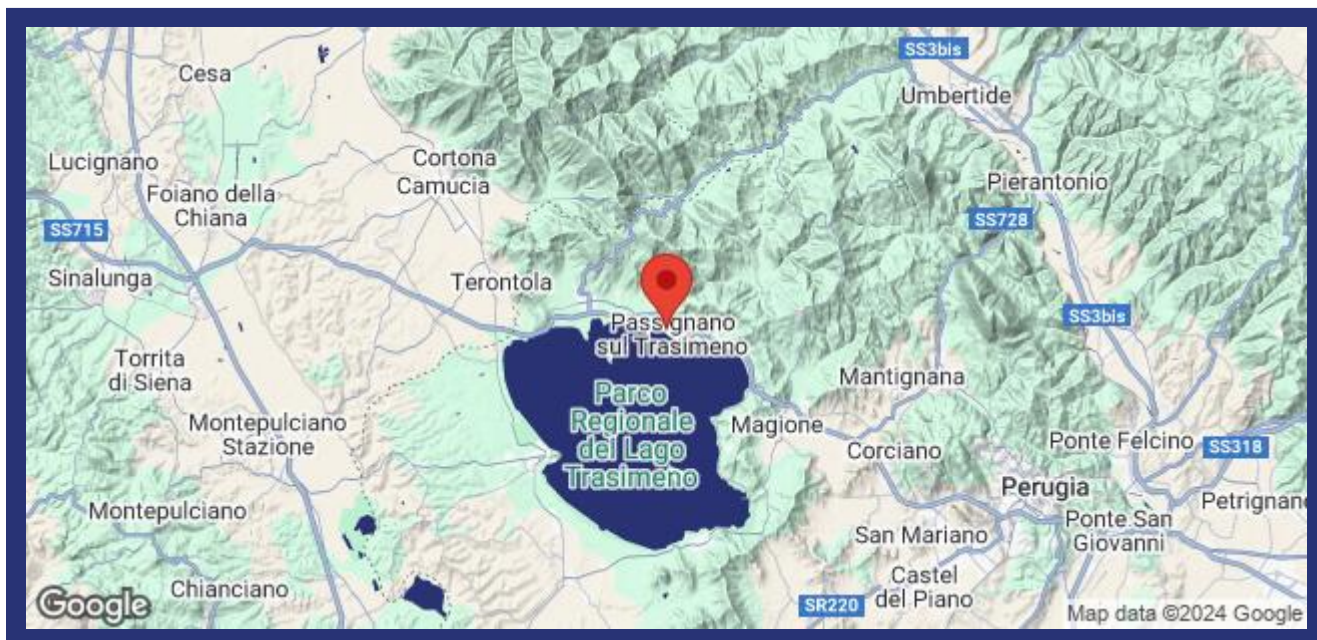 SS3bis
Cesa
Umbertide
Lucignano
Cortona
Camucia
Pierantonio
Foiano della
Chiana
SS728
SS715
Sinalunga
Terontola
SS3bis
Passignano
sul Trasimeno
Torrita
di Siena
Mantignana
Parco
Regionale
del Lago
Trasimeno
Montepulciano
Stazione
Magione
Corciano
Ponte Felcino
SS318
Perugia
Petrignano
Montepulciano
San Mariano
Ponte San
Giovanni
Chianciano
Castel
del Piano
SR220
Google
Map data ©2024 Google